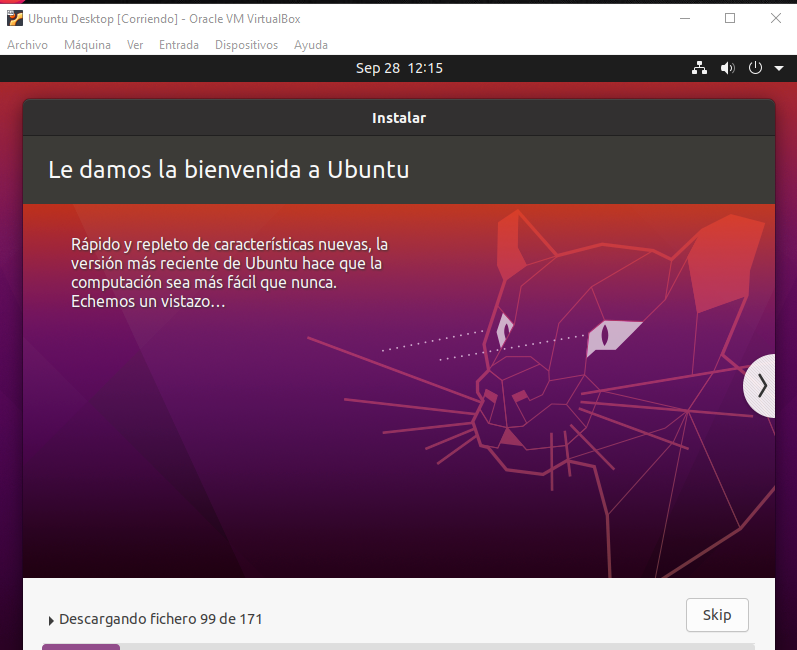 Ubuntu Desktop [Corriendo] - Oracle VM VirtualBox
Archivo Máquina Ver Entrada Dispositivos Ayuda
Sep 28 12:15
Instalar
Le damos la bienvenida a Ubuntu
Rápido y repleto de características nuevas, la
versión más reciente de Ubuntu hace que la
computación sea más fácil que nunca.
Echemos un vistazo…
Descargando fichero 99 de 171
Skip